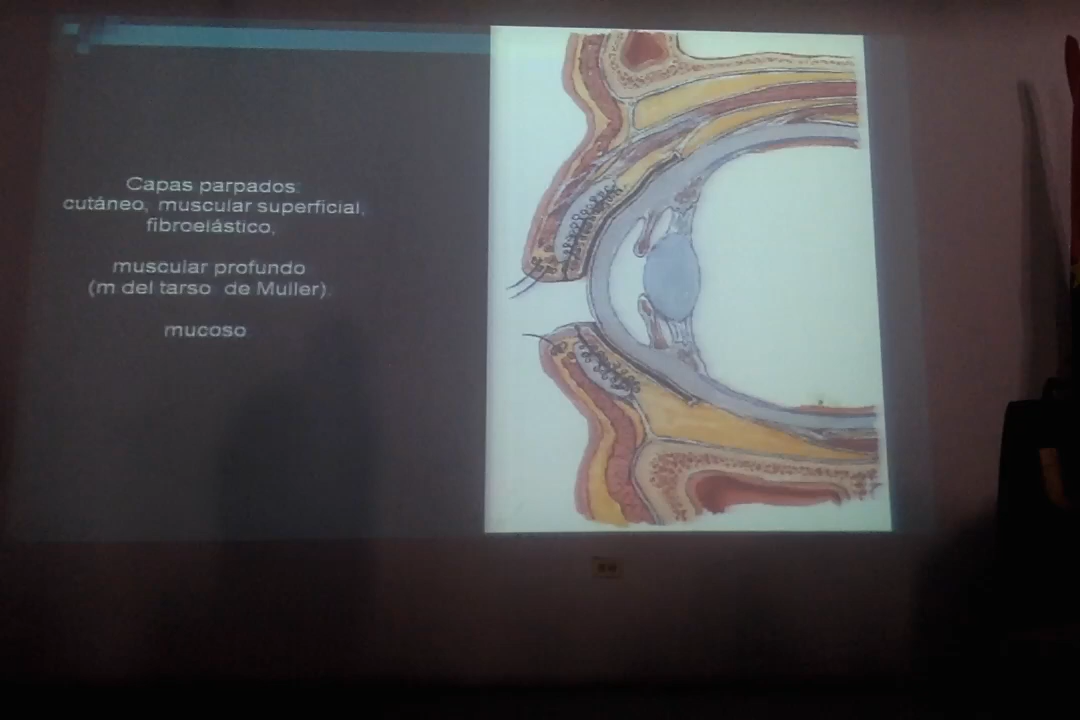 Capas parpados:
cutáneo, muscular superficial,
fibroelástico,
muscular profundo
(m del tarso de Muller).
mucoso